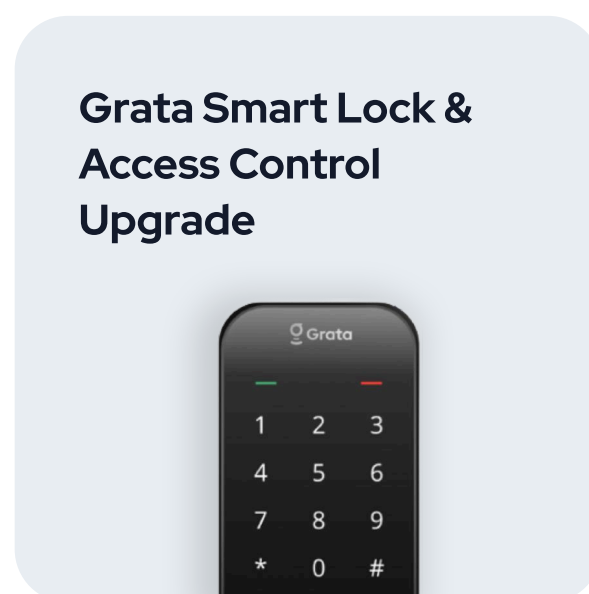 Grata Smart Lock &
Access Control
Upgrade
Grata
1 2 3
4 5 6
7 8 9
* 0 #